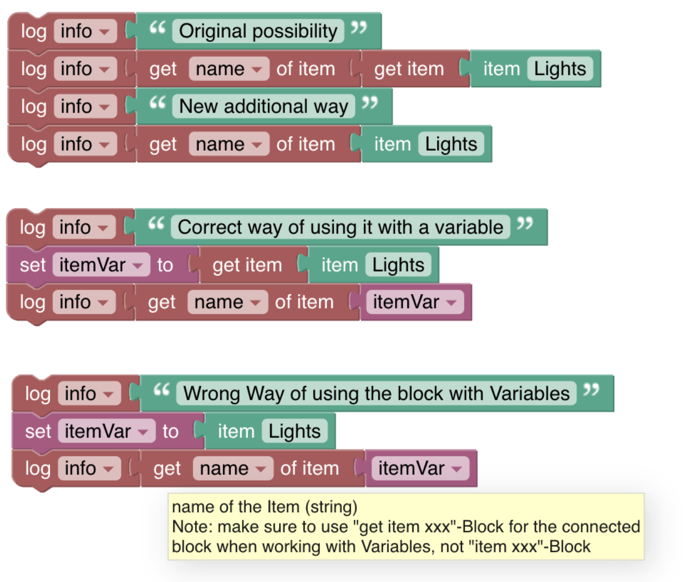 log info “ Original possibility ”
log info get name of item get item item Lights
log info “ New additional way ”
log info get name of item item Lights
log info “ Correct way of using it with a variable ”
set itemVar to get item item Lights
log info get name of item itemVar
log info “ Wrong Way of using the block with Variables ”
set itemVar to item Lights
log info get name of item itemVar
name of the Item (string)
Note: make sure to use "get item xxx"-Block for the connected
block when working with Variables, not "item xxx"-Block